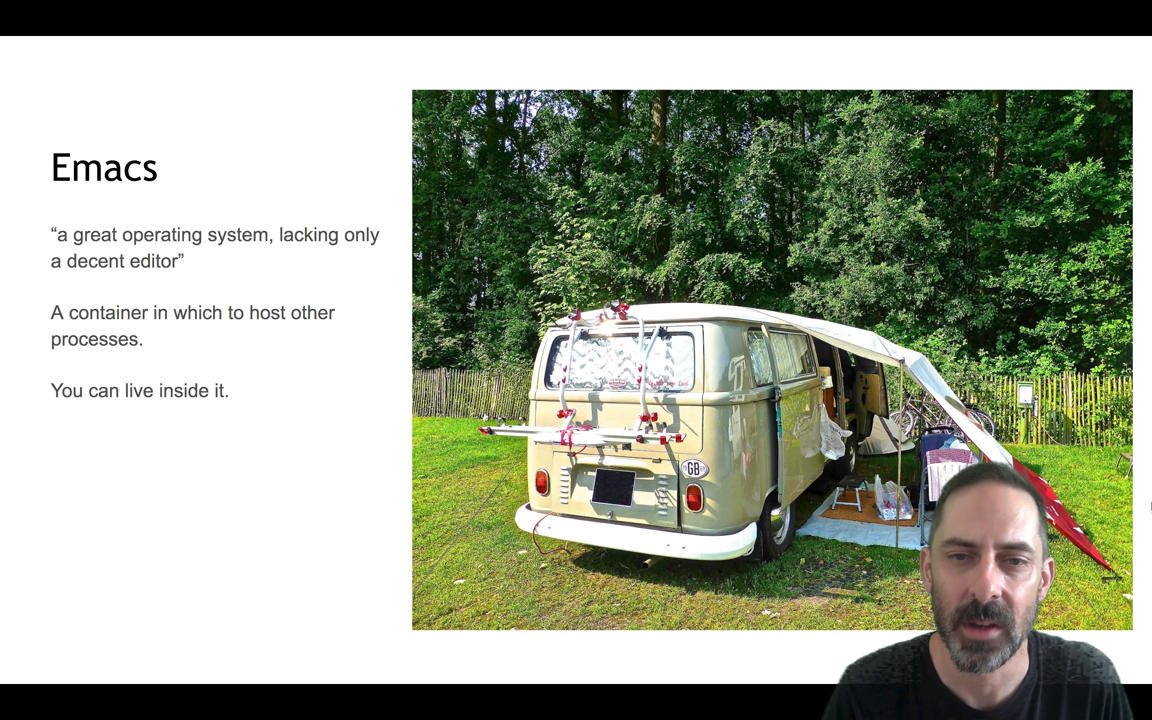 Emacs
“a great operating system, lacking only
a decent editor”
A container in which to host other
processes.
You can live inside it.
GB